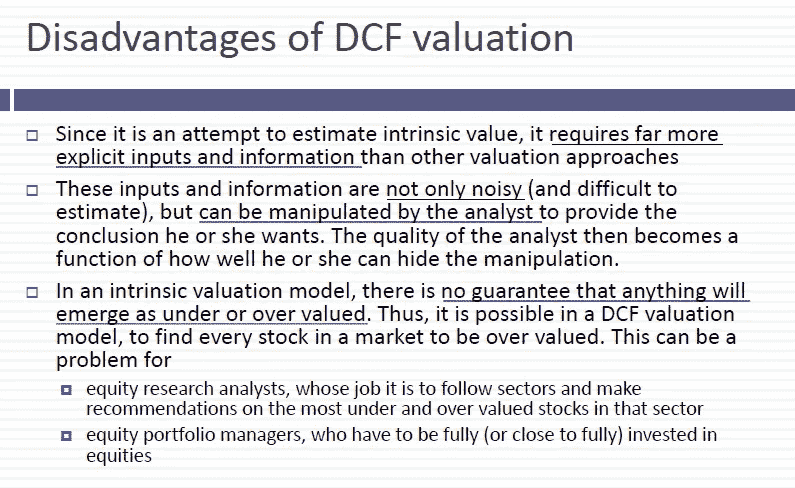 Disadvantages of DCF valuation
Since it is an attempt to estimate intrinsic value, it requires far more
explicit inputs and information than other valuation approaches
These inputs and information are not only noisy (and difficult to
estimate), but can be manipulated by the analyst to provide the
conclusion he or she wants. The quality of the analyst then becomes a
function of how well he or she can hide the manipulation.
In an intrinsic valuation model, there is no guarantee that anything will
emerge as under or over valued. Thus, it is possible in a DCF valuation
model, to find every stock in a market to be over valued. This can be a
problem for
equity research analysts, whose job it is to follow sectors and make
recommendations on the most under and over valued stocks in that sector
equity portfolio managers, who have to be fully (or close to fully) invested in
equities